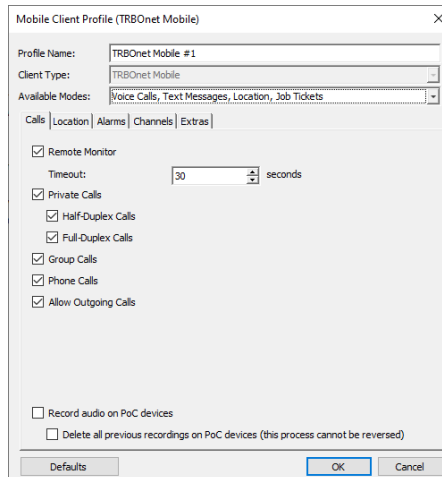 Mobile Client Profile (TRBOnet Mobile)
Profile Name: TRBOnet Mobile #1
Client Type: TRBOnet Mobile
Available Modes: Voice Calls, Text Messages, Location, Job Tickets
Calls Location Alarms Channels Extras
Remote Monitor
Timeout: 30 seconds
Private Calls
Half-Duplex Calls
Full-Duplex Calls
Group Calls
Phone Calls
Allow Outgoing Calls
Record audio on PoC devices
Delete all previous recordings on PoC devices (this process cannot be reversed)
Defaults OK Cancel